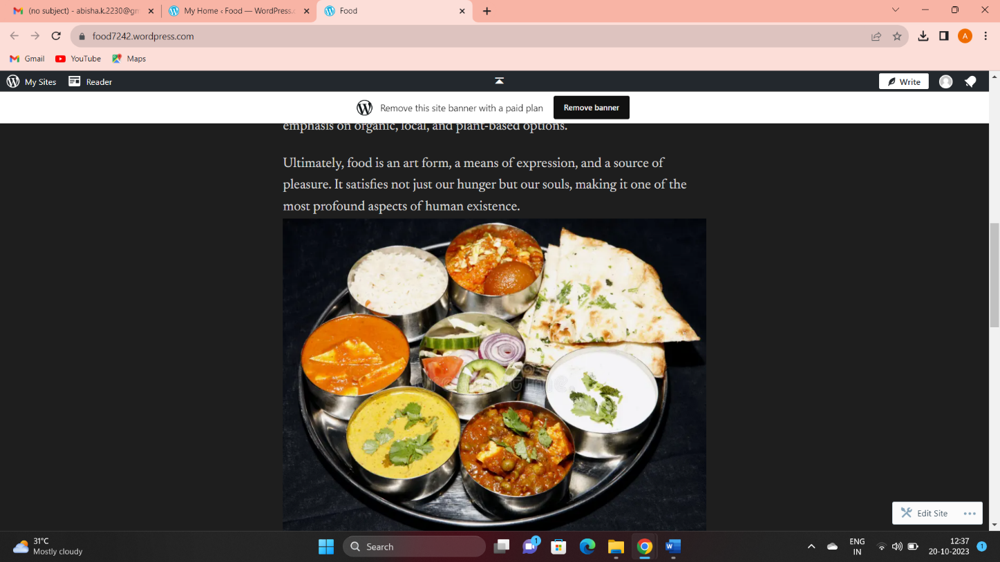 (no subject) - abisha.k.2230@gm
My Home ‹ Food — WordPress.c
Food
food7242.wordpress.com
A
Gmail
YouTube
Maps
My Sites
Reader
Write
Remove this site banner with a paid plan
Remove banner
emphasis on organic, local, and plant-based options.
Ultimately, food is an art form, a means of expression, and a source of
pleasure. It satisfies not just our hunger but our souls, making it one of the
most profound aspects of human existence.
Edit Site
31°C
Mostly cloudy
Search
1
ENG
IN
12:37
20-10-2023
1